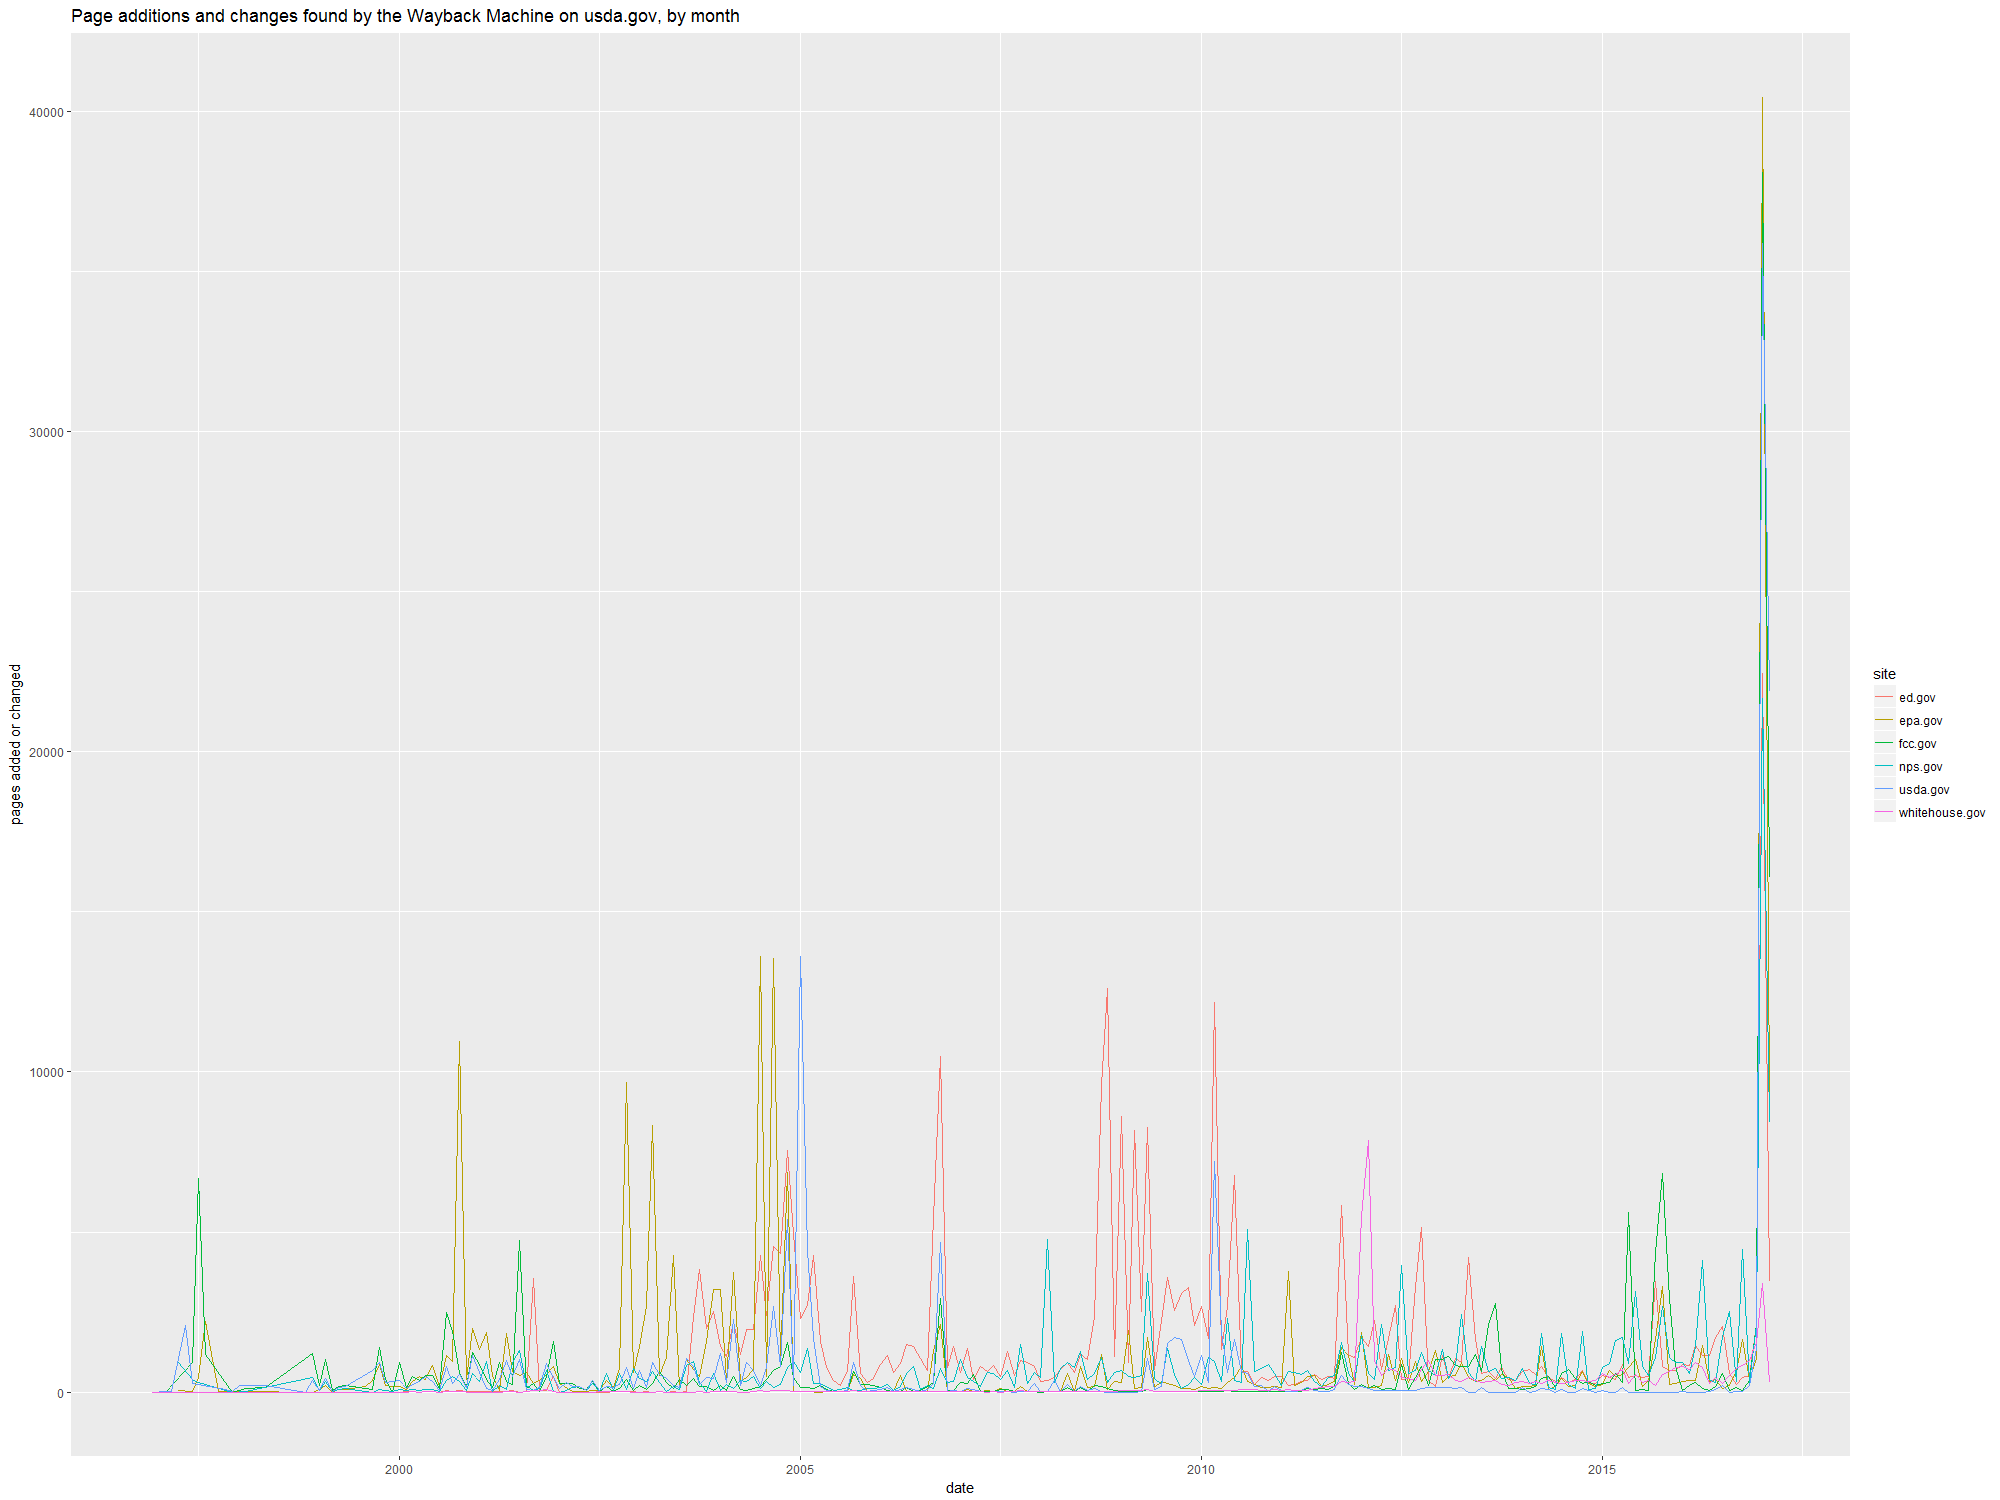 Page additions and changes found by the Wayback Machine on usda.gov, by month
40000
30000
20000
10000
0
pages added or changed
2000
2005
2010
2015
date
site
ed.gov
epa.gov
fcc.gov
nps.gov
usda.gov
whitehouse.gov